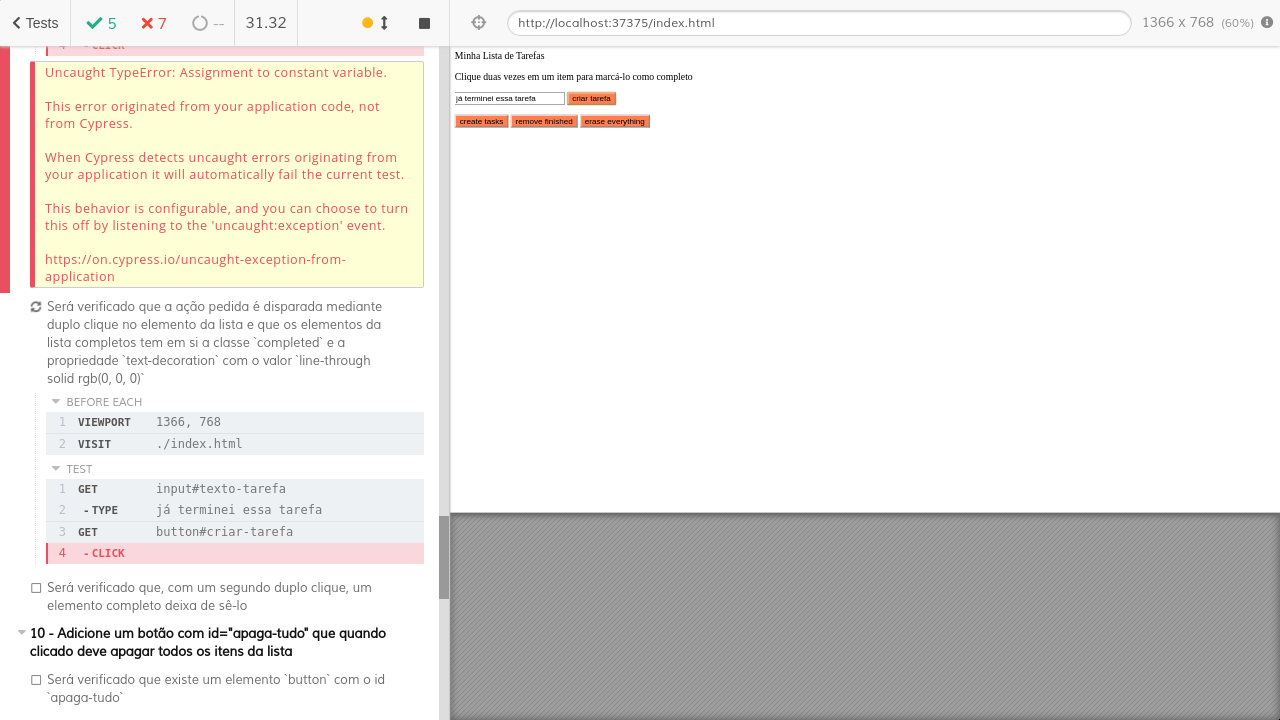 Tests
5
7
--
31.32
http://localhost:37375/index.html
1366 x 768 (60%)
4 - CLICK
Uncaught TypeError: Assignment to constant variable.
This error originated from your application code, not
from Cypress.
When Cypress detects uncaught errors originating from
your application it will automatically fail the current test.
This behavior is configurable, and you can choose to turn
this off by listening to the 'uncaught:exception' event.
https://on.cypress.io/uncaught-exception-from-
application
Será verificado que a ação pedida é disparada mediante
duplo clique no elemento da lista e que os elementos da
lista completos tem em si a classe `completed` e a
propriedade `text-decoration` com o valor `line-through
solid rgb(0, 0, 0)`
BEFORE EACH
1 VIEWPORT 1366, 768
2 VISIT ./index.html
TEST
1 GET input#texto-tarefa
2 - TYPE já terminei essa tarefa
3 GET button#criar-tarefa
4 - CLICK
Será verificado que, com um segundo duplo clique, um
elemento completo deixa de sê-lo
10 - Adicione um botão com id="apaga-tudo" que quando
clicado deve apagar todos os itens da lista
Será verificado que existe um elemento `button` com o id
`apaga-tudo`
Minha Lista de Tarefas
Clique duas vezes em um item para marcá-lo como completo
já terminei essa tarefa
criar tarefa
create tasks
remove finished
erase everything